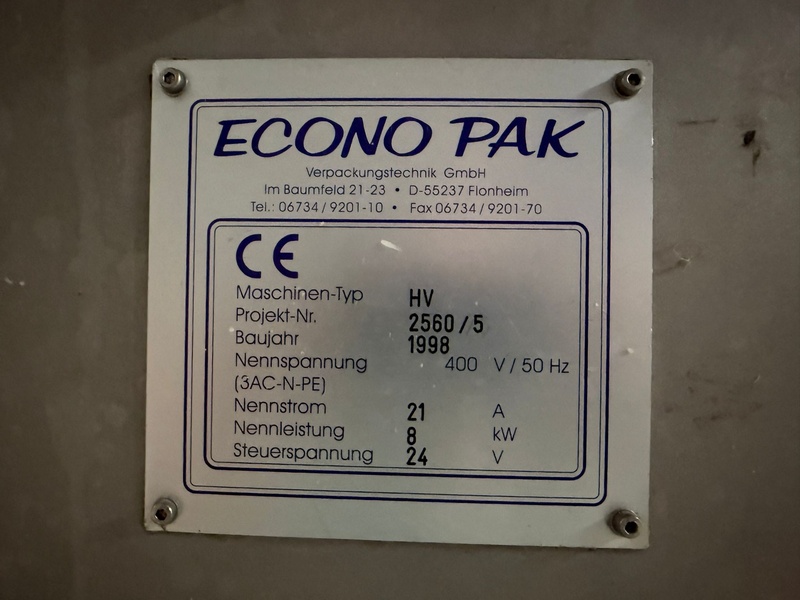 ECONO PAK
Verpackungstechnik GmbH
Im Baumfeld 21-23 • D-55237 Flonheim
Tel.: 06734/9201-10 • Fax 06734/9201-70
CE
Maschinen-Typ HV
Projekt-Nr. 2560/5
Baujahr 1998
Nennspannung 400 V/50 Hz
(3AC-N-PE)
Nennstrom 21 A
Nennleistung 8 kW
Steuerspannung 24 V